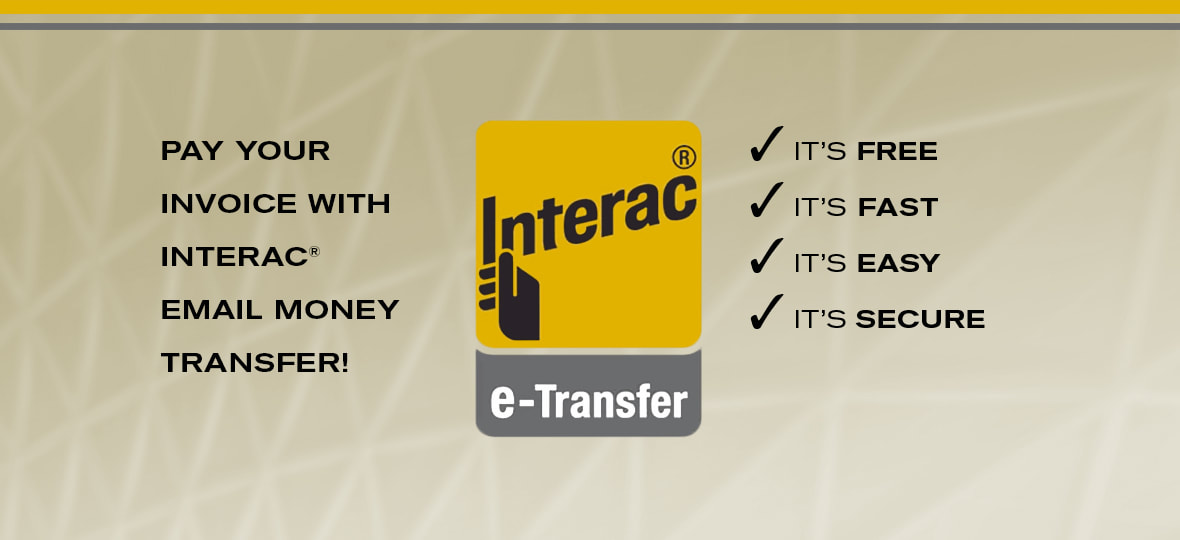 PAY YOUR
INVOICE WITH
INTERAC®
EMAIL MONEY
TRANSFER!
Interac®
e-Transfer
✓ IT'S FREE
✓ IT'S FAST
✓ IT'S EASY
✓ IT'S SECURE